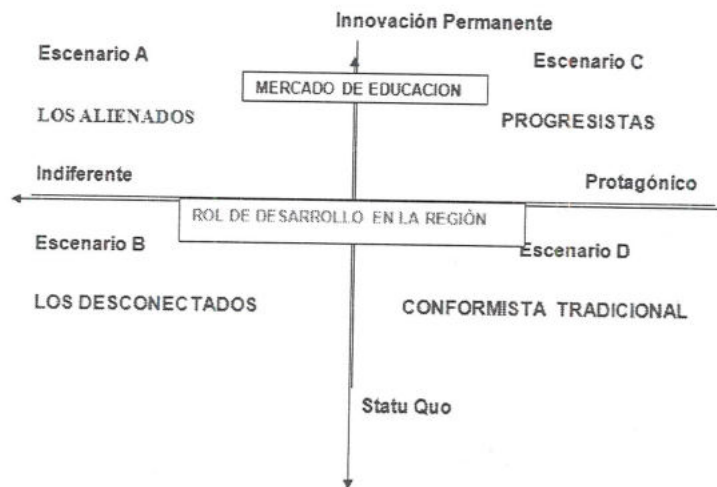 Innovación Permanente
Escenario A
Escenario C
MERCADO DE EDUCACION
LOS ALIENADOS
PROGRESISTAS
Indiferente
Protagónico
ROL DE DESARROLLO EN LA REGIÒN
Escenario B
Escenario D
LOS DESCONECTADOS
CONFORMISTA TRADICIONAL
Statu Quo